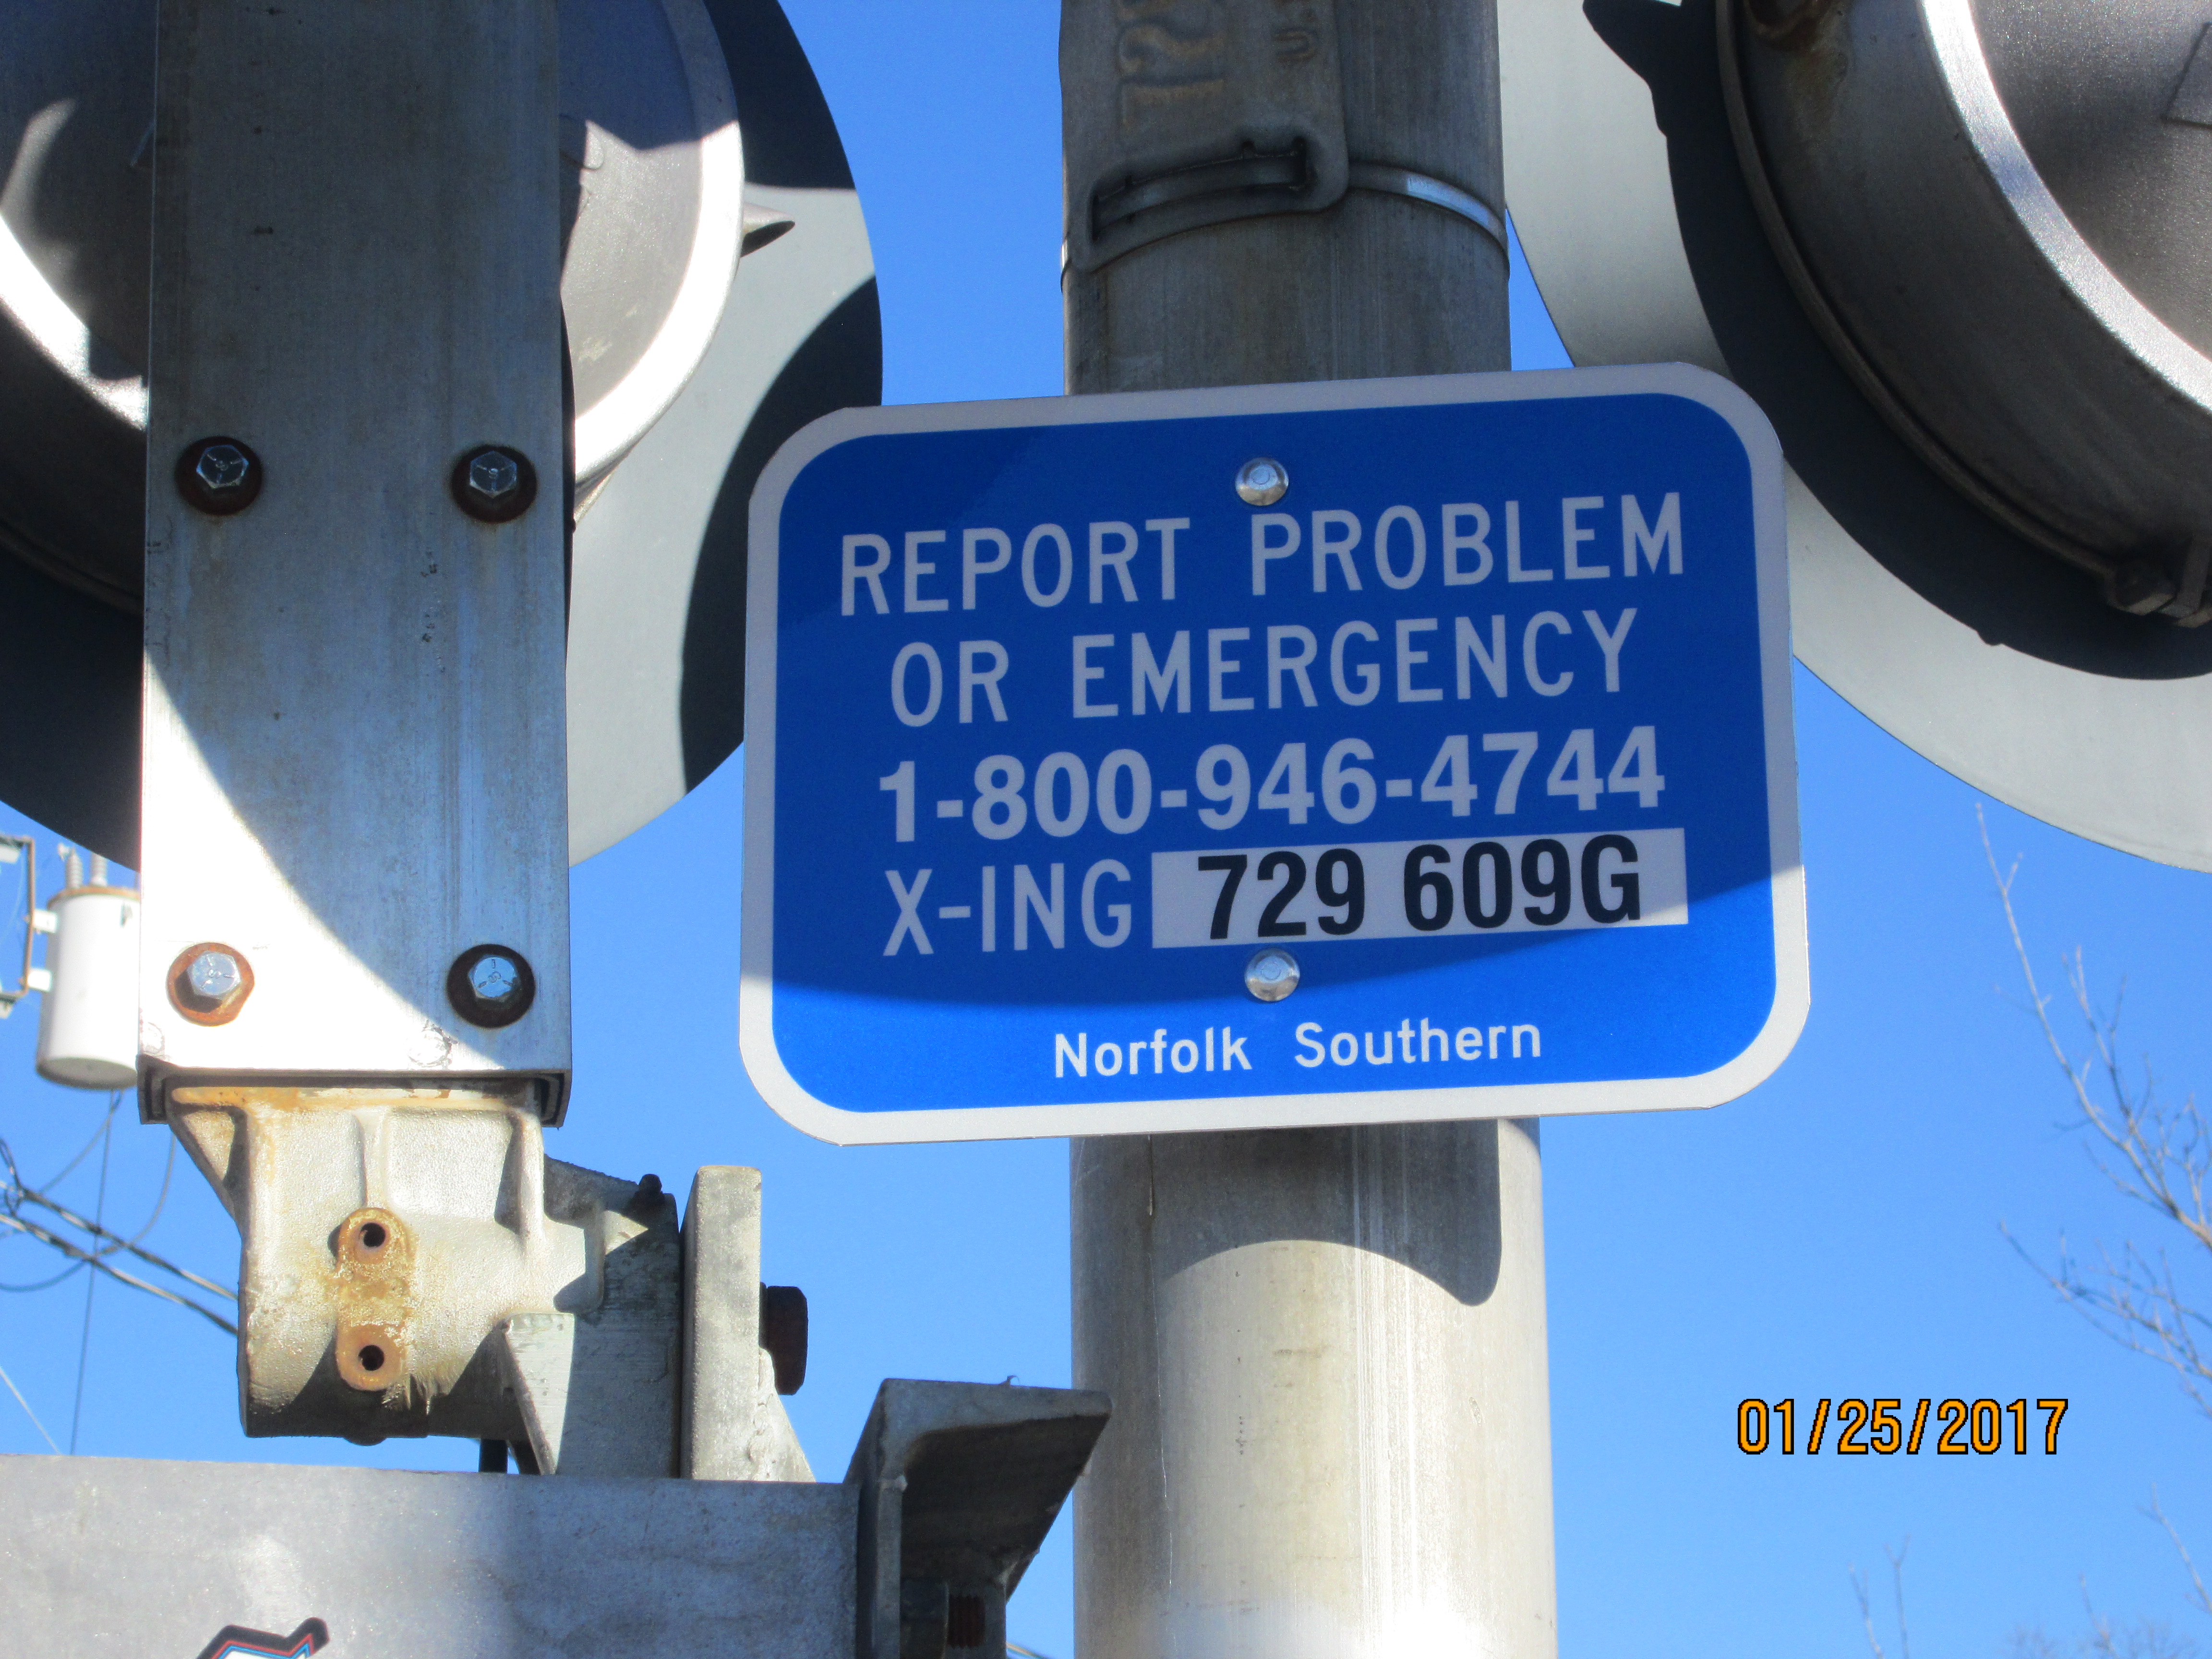 REPORT PROBLEM
OR EMERGENCY
1-800-946-4744
X-ING 729 609G
Norfolk Southern
01/25/2017